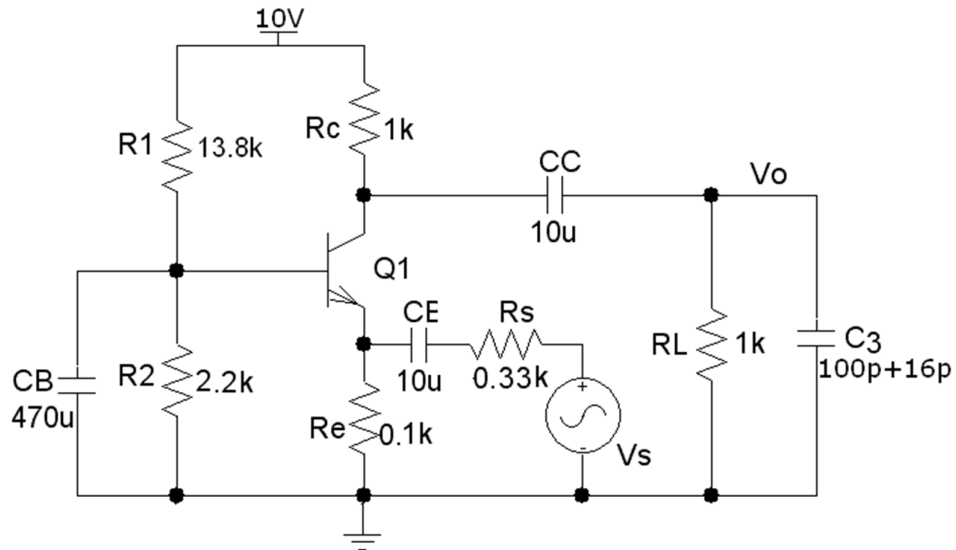 10V
R1
13.8k
Rc
1k
CC
10u
Vo
Q1
CE
10u
Rs
0.33k
CB
470u
R2
2.2k
Re
0.1k
+
-
Vs
RL
1k
C3
100p+16p